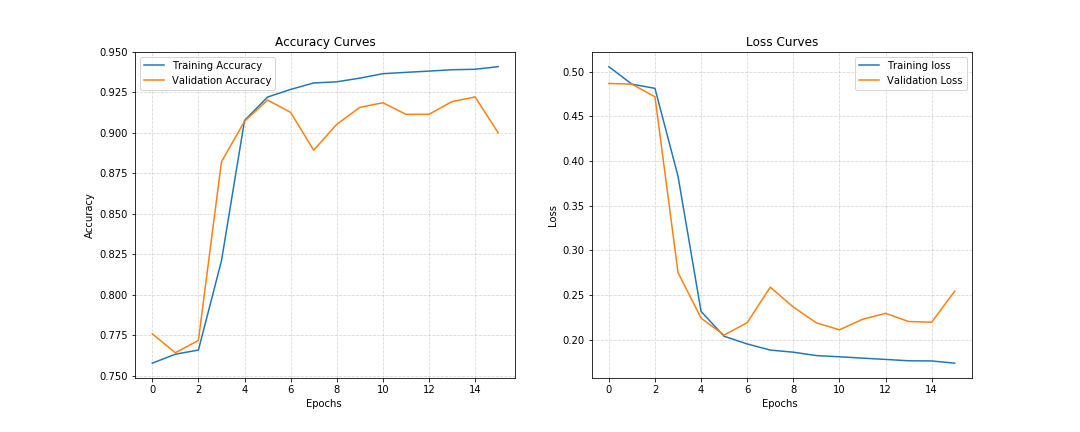 Accuracy Curves
Training Accuracy
Validation Accuracy
0.950
0.925
0.900
0.875
0.850
0.825
0.800
0.775
0.750
Accuracy
0 2 4 6 8 10 12 14
Epochs
Loss Curves
Training loss
Validation Loss
0.50
0.45
0.40
0.35
0.30
0.25
0.20
Loss
0 2 4 6 8 10 12 14
Epochs